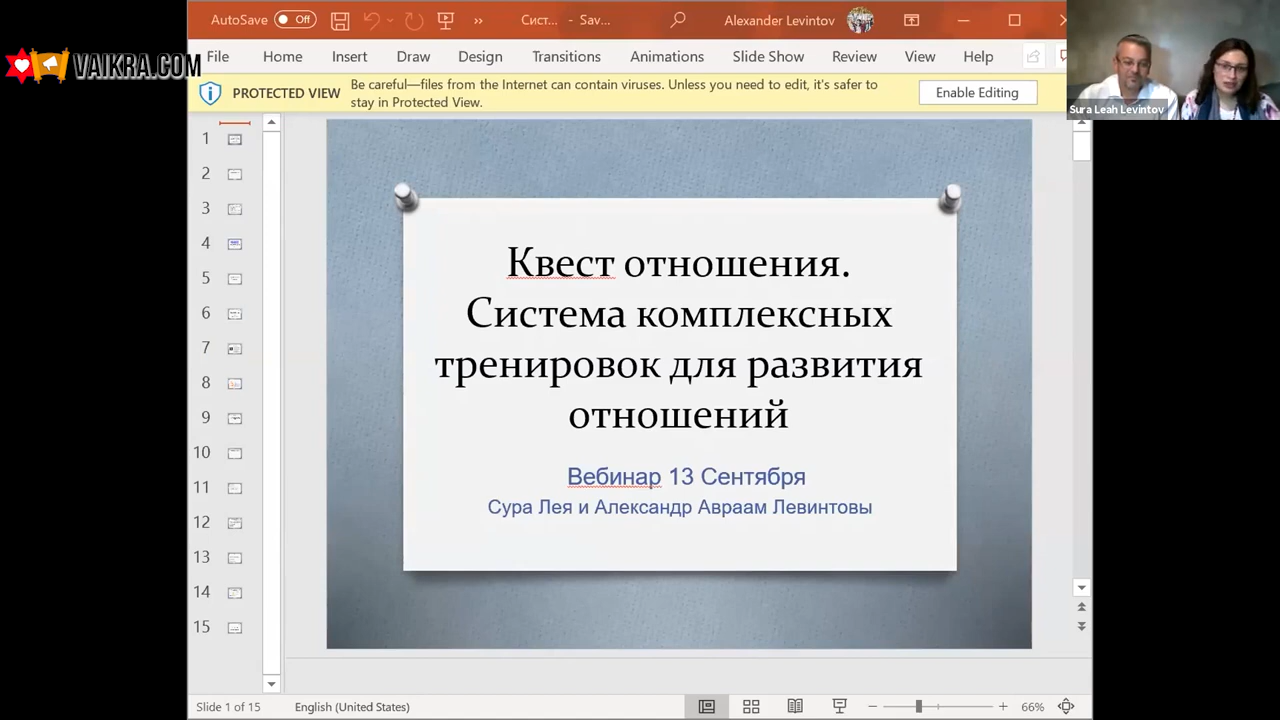 AutoSave
Off
Сист... - Sav...
Alexander Levintov
VAIKRA.COM
File Home Insert Draw Design Transitions Animations Slide Show Review View Help
PROTECTED VIEW
Be careful—files from the Internet can contain viruses. Unless you need to edit, it's safer to
stay in Protected View.
Enable Editing
Sura Leah Levintov
1
2
3
4
5
6
7
8
9
10
11
12
13
14
15
Квест отношения.
Система комплексных
тренировок для развития
отношений
Вебинар 13 Сентября
Сура Лея и Александр Авраам Левинтовы
Slide 1 of 15
English (United States)
66%